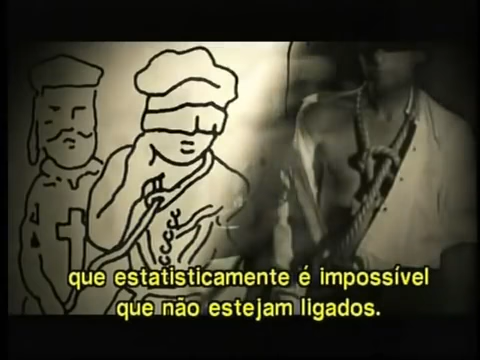 que estatisticamente é impossível
que não estejam ligados.